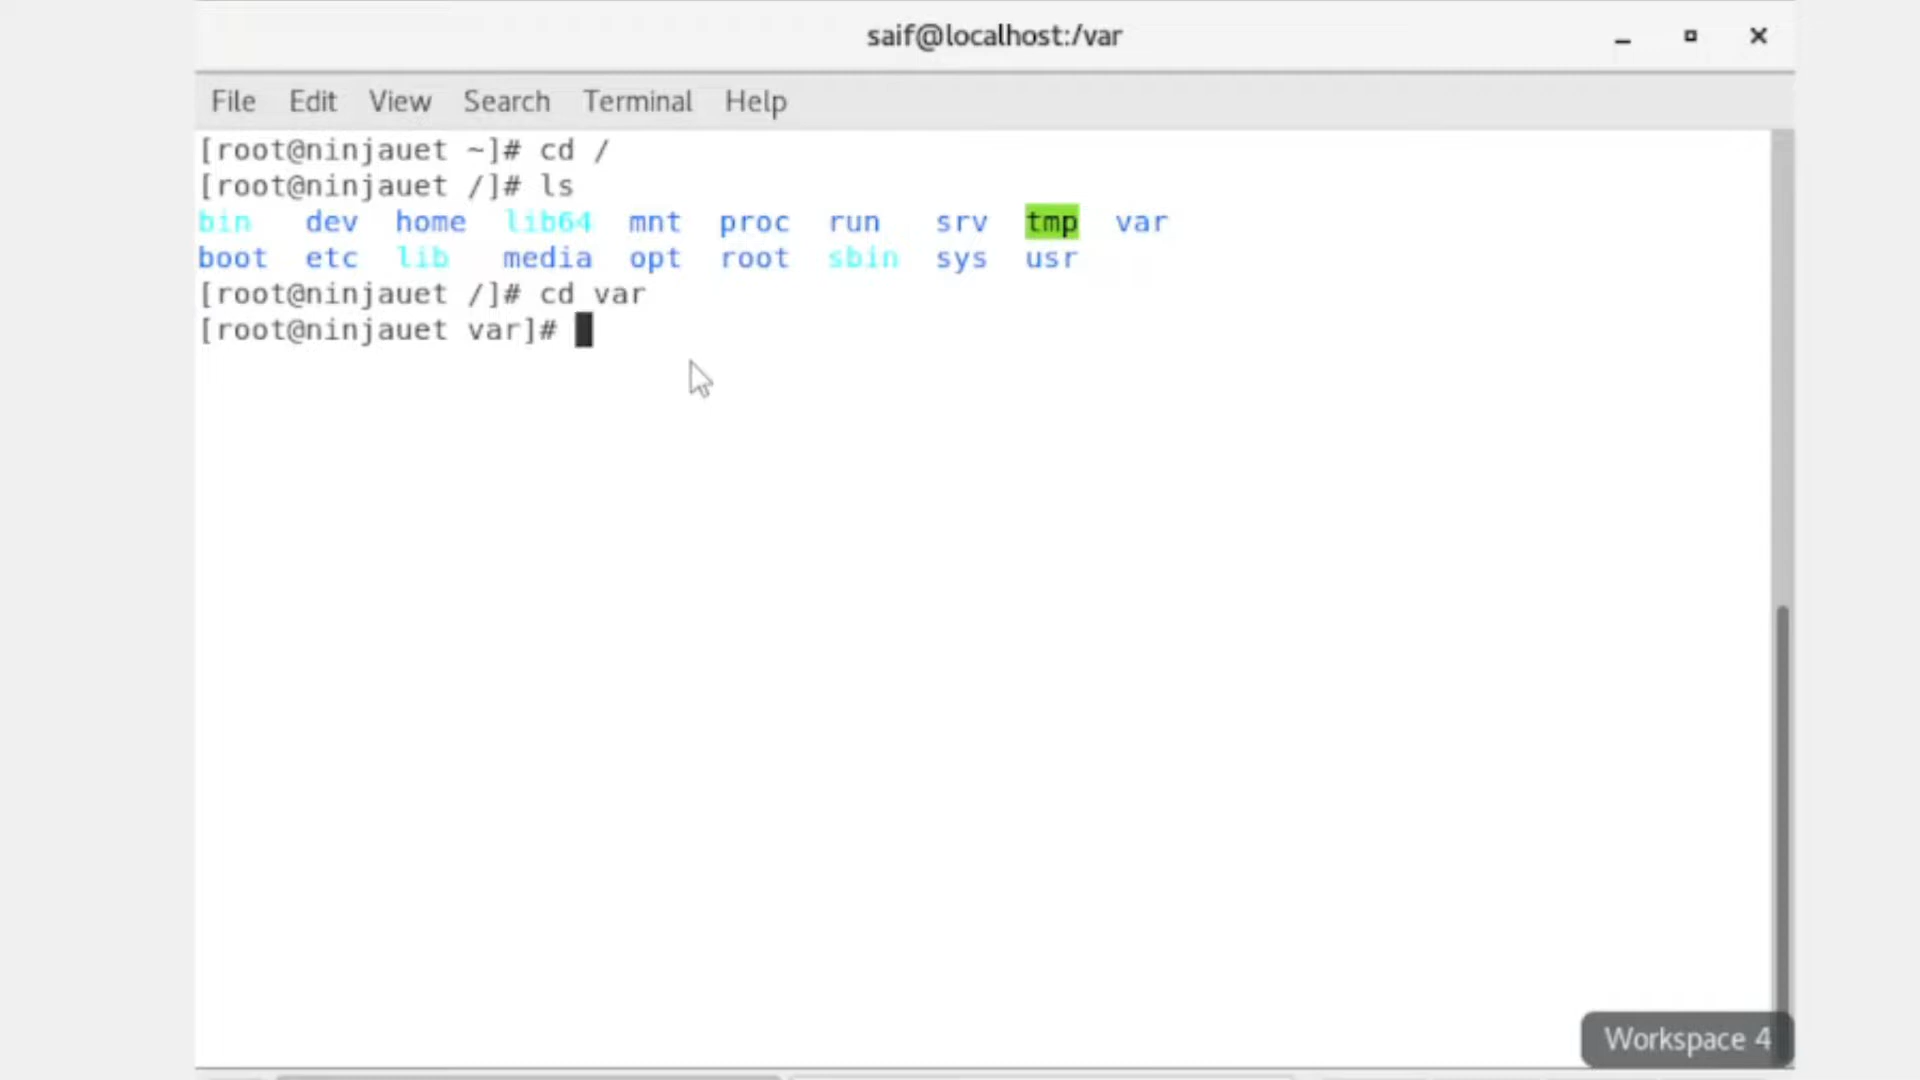 saif@localhost:/var
File Edit View Search Terminal Help
[root@ninjauet ~]# cd /
[root@ninjauet /]# ls
bin dev home lib64 mnt proc run srv tmp var
boot etc lib media opt root sbin sys usr
[root@ninjauet /]# cd var
[root@ninjauet var]#
Workspace 4